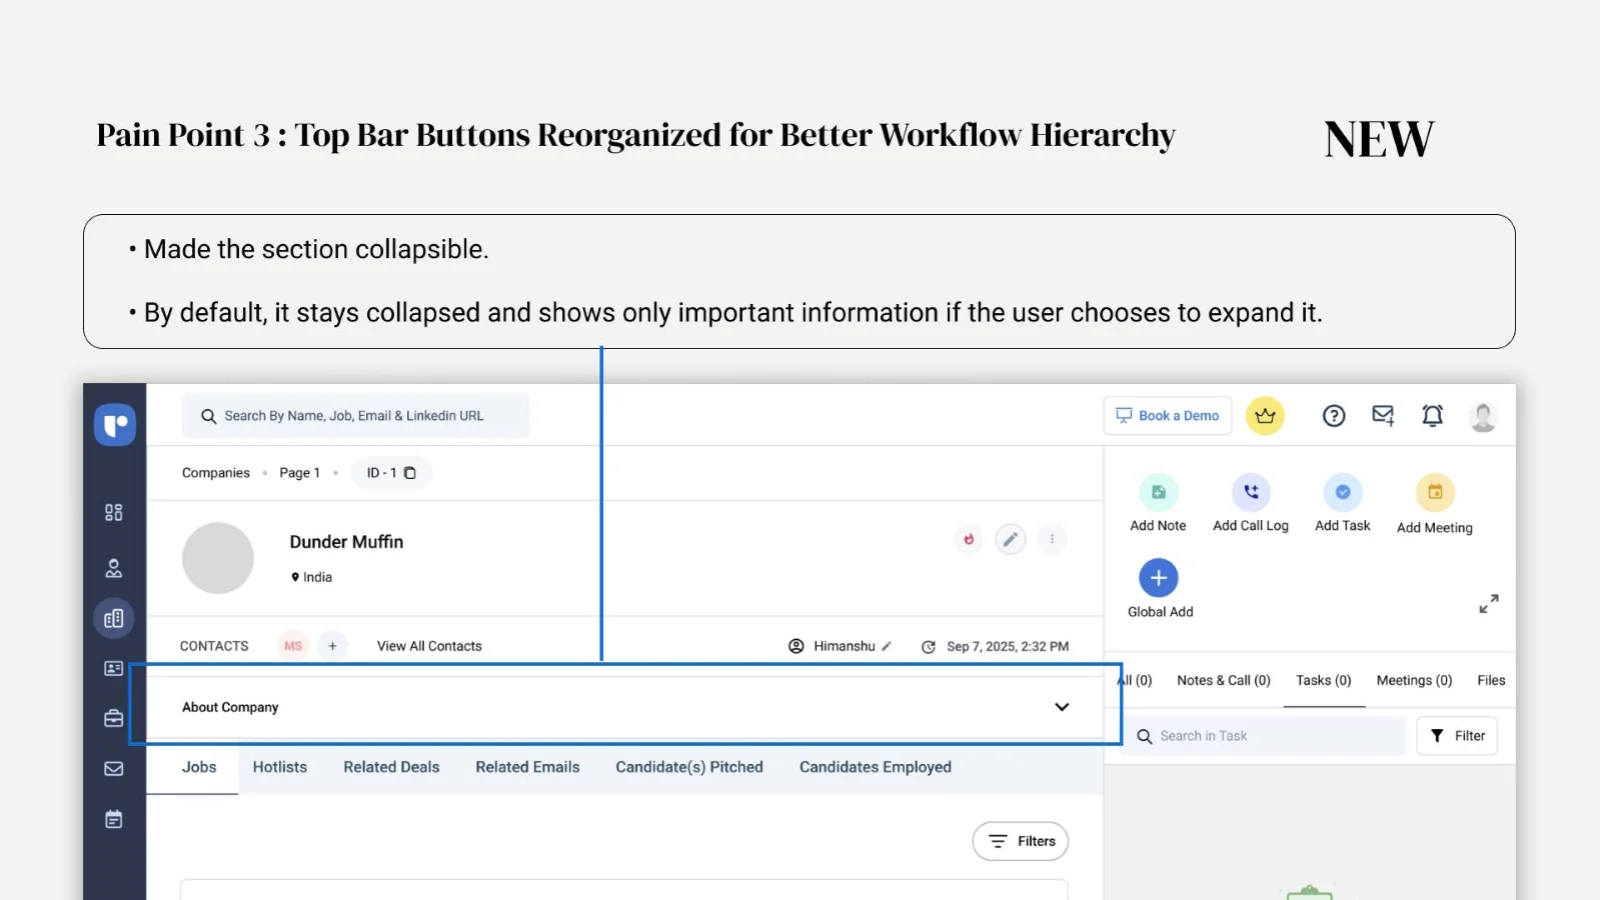 Pain Point 3 : Top Bar Buttons Reorganized for Better Workflow Hierarchy
NEW
• Made the section collapsible.
• By default, it stays collapsed and shows only important information if the user chooses to expand it.
Search By Name, Job, Email & Linkedin URL
Book a Demo
Companies • Page 1 • ID - 1
Dunder Muffin
India
CONTACTS MS + View All Contacts
Himanshu
Sep 7, 2025, 2:32 PM
About Company
Jobs Hotlists Related Deals Related Emails Candidate(s) Pitched Candidates Employed
Filters
Add Note Add Call Log Add Task Add Meeting
Global Add
All (0) Notes & Call (0) Tasks (0) Meetings (0) Files
Search in Task
Filter